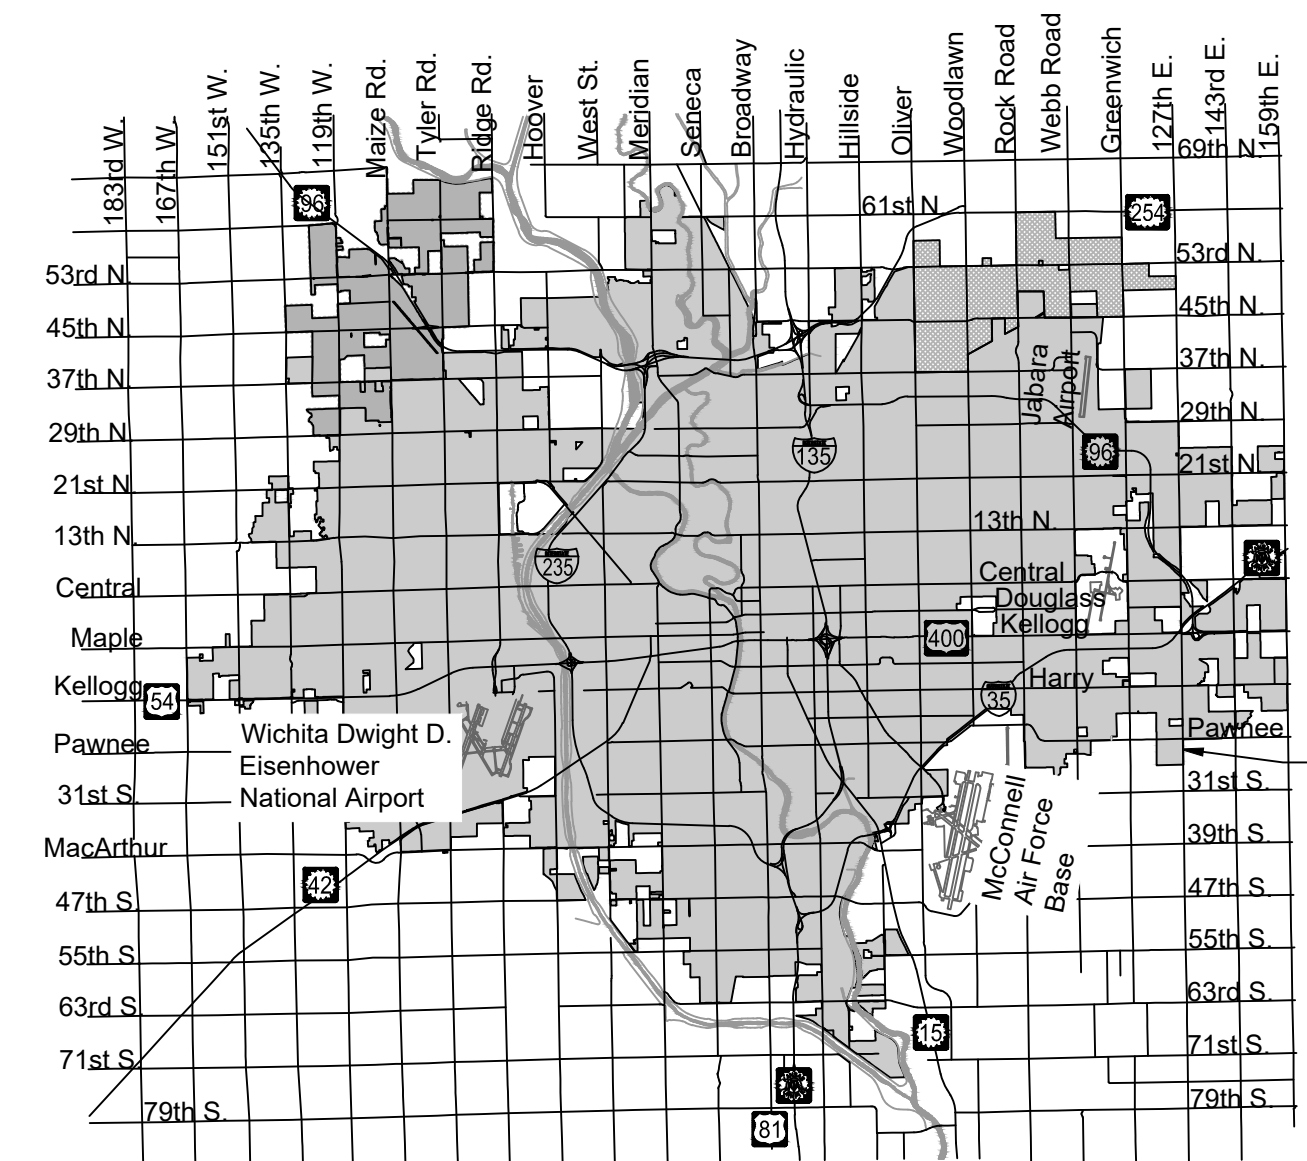 183rd W.
167th W.
151st W.
135th W.
119th W.
Maize Rd.
Tyler Rd.
Ridge Rd.
Hoover
West St.
Meridian
Seneca
Broadway
Hydraulic
Hillside
Oliver
Woodlawn
Rock Road
Webb Road
Greenwich
127th E.
143rd E.
159th E.
69th N.
96
61st N.
254
53rd N.
53rd N.
45th N.
45th N.
37th N.
37th N.
Jabara
Airport
29th N.
29th N.
135
96
21st N.
21st N.
13th N.
13th N.
235
Central
Central
Douglass
Maple
Kellogg
400
Kellogg
54
Harry
35
Wichita Dwight D.
Eisenhower
National Airport
Pawnee
Pawnee
31st S.
31st S.
McConnell
Air Force
Base
MacArthur
39th S.
42
47th S.
47th S.
55th S.
55th S.
63rd S.
63rd S.
15
71st S.
71st S.
79th S.
79th S.
81